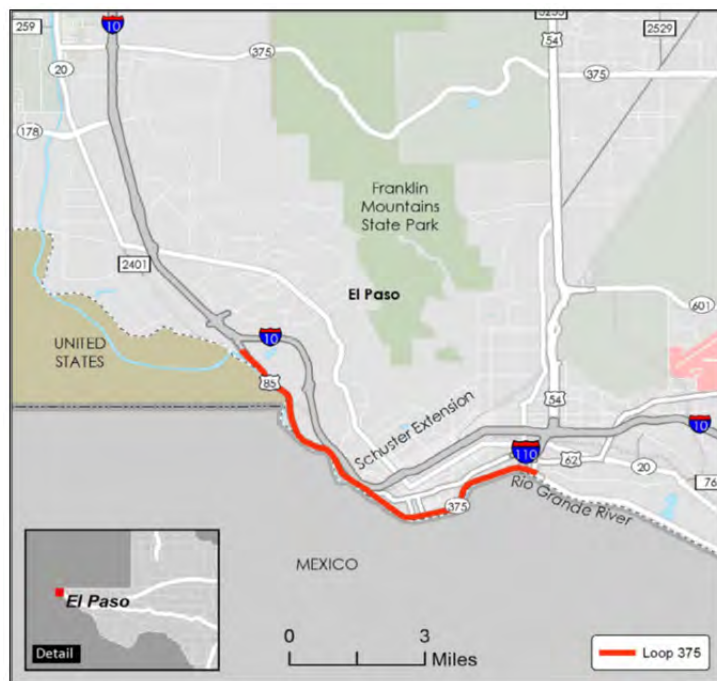 10
259
3255
54
2529
20
375
375
178
Franklin
Mountains
State Park
2401
El Paso
601
UNITED
STATES
10
85
54
Schuster Extension
10
110
62
20
76
375
Rio Grande River
MEXICO
El Paso
Detail
0
3
Miles
Loop 375